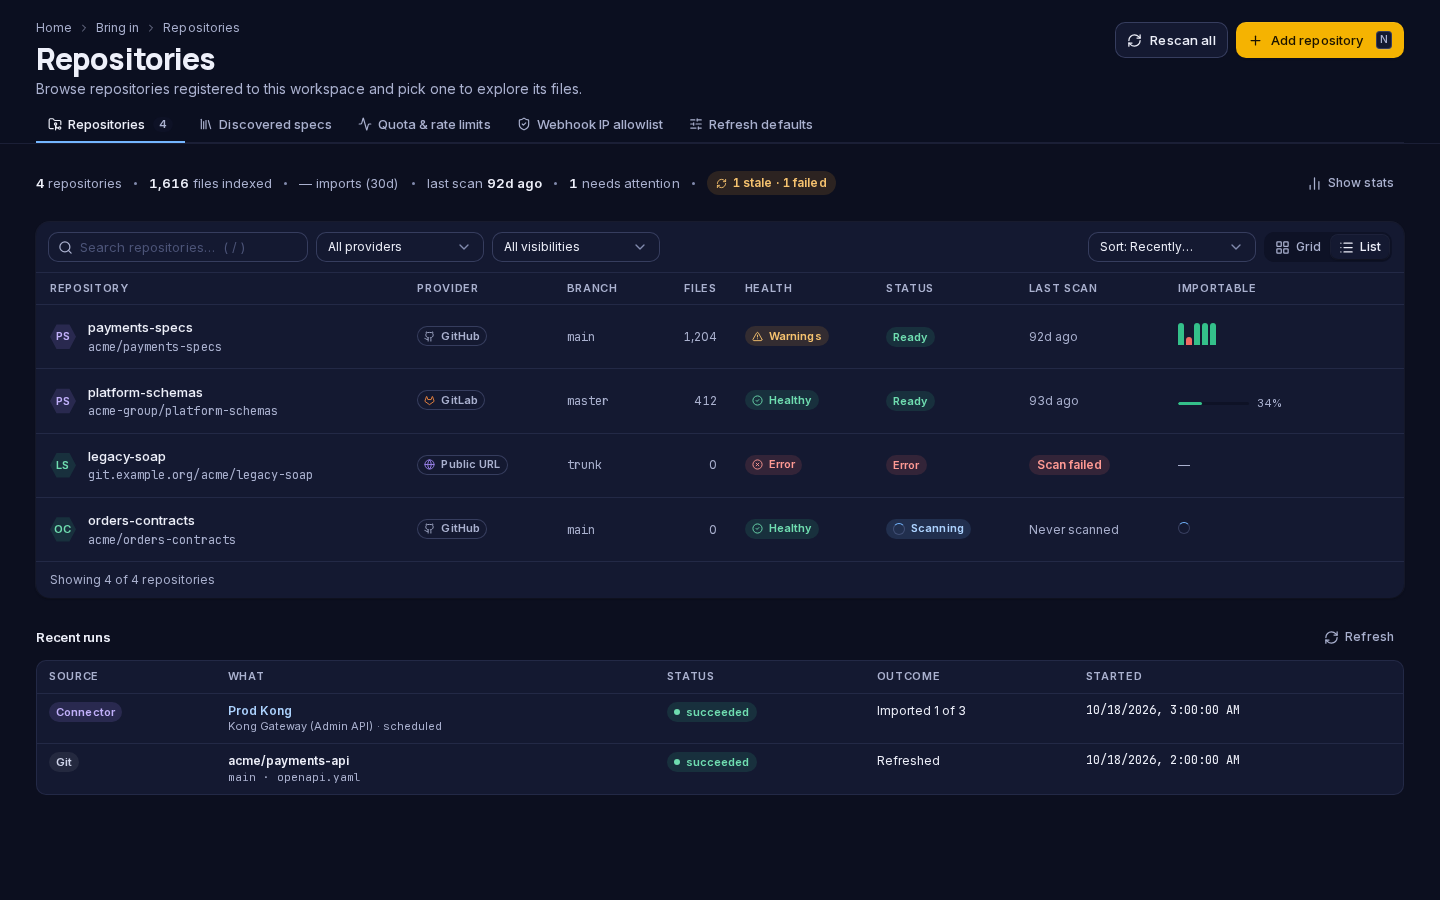 Home > Bring in > Repositories
Repositories
Browse repositories registered to this workspace and pick one to explore its files.
Rescan all
Add repository N
Repositories 4
Discovered specs
Quota & rate limits
Webhook IP allowlist
Refresh defaults
4 repositories • 1,616 files indexed • — imports (30d) • last scan 92d ago • 1 needs attention • 1 stale · 1 failed
Show stats
Search repositories... ( / )
All providers
All visibilities
Sort: Recently...
Grid
List
REPOSITORY PROVIDER BRANCH FILES HEALTH STATUS LAST SCAN IMPORTABLE
PS payments-specs GitHub main 1,204 Warnings Ready 92d ago
acme/payments-specs
PS platform-schemas GitLab master 412 Healthy Ready 93d ago 34%
acme-group/platform-schemas
LS legacy-soap Public URL trunk 0 Error Error Scan failed —
git.example.org/acme/legacy-soap
OC orders-contracts GitHub main 0 Healthy Scanning Never scanned
acme/orders-contracts
Showing 4 of 4 repositories
Recent runs
Refresh
SOURCE WHAT STATUS OUTCOME STARTED
Connector Prod Kong succeeded Imported 1 of 3 10/18/2026, 3:00:00 AM
Kong Gateway (Admin API) · scheduled
Git acme/payments-api succeeded Refreshed 10/18/2026, 2:00:00 AM
main · openapi.yaml